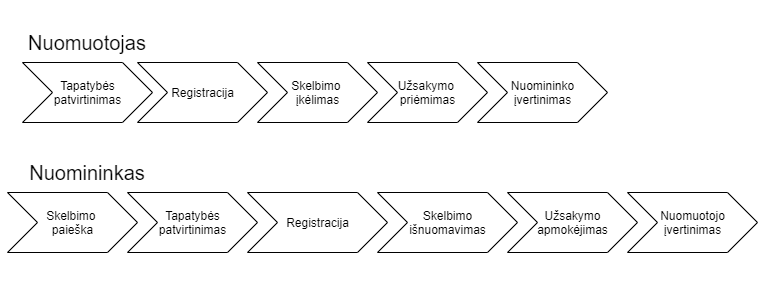 Nuomuotojas
Tapatybės
patvirtinimas
Registracija
Skelbimo
įkėlimas
Užsakymo
priėmimas
Nuomininko
įvertinimas
Nuomininkas
Skelbimo
paieška
Tapatybės
patvirtinimas
Registracija
Skelbimo
išnuomavimas
Užsakymo
apmokėjimas
Nuomuotojo
įvertinimas